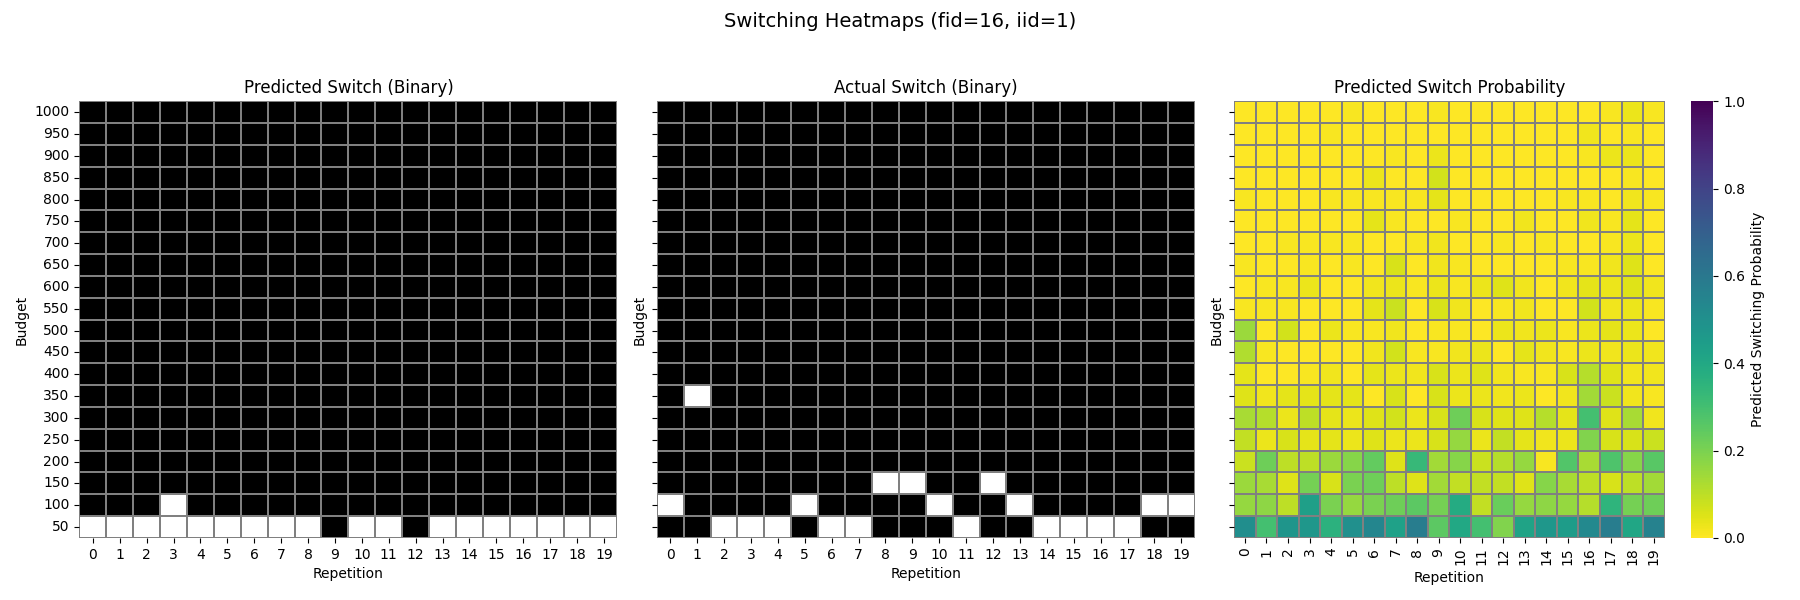 Switching Heatmaps (fid=16, iid=1)
Predicted Switch (Binary)
1000
950
900
850
800
750
700
650
600
550
500
450
400
350
300
250
200
150
100
50
Budget
0 1 2 3 4 5 6 7 8 9 10 11 12 13 14 15 16 17 18 19
Repetition
Actual Switch (Binary)
Budget
0 1 2 3 4 5 6 7 8 9 10 11 12 13 14 15 16 17 18 19
Repetition
Predicted Switch Probability
Budget
0 1 2 3 4 5 6 7 8 9 10 11 12 13 14 15 16 17 18 19
Repetition
1.0
0.8
0.6
0.4
0.2
0.0
Predicted Switching Probability